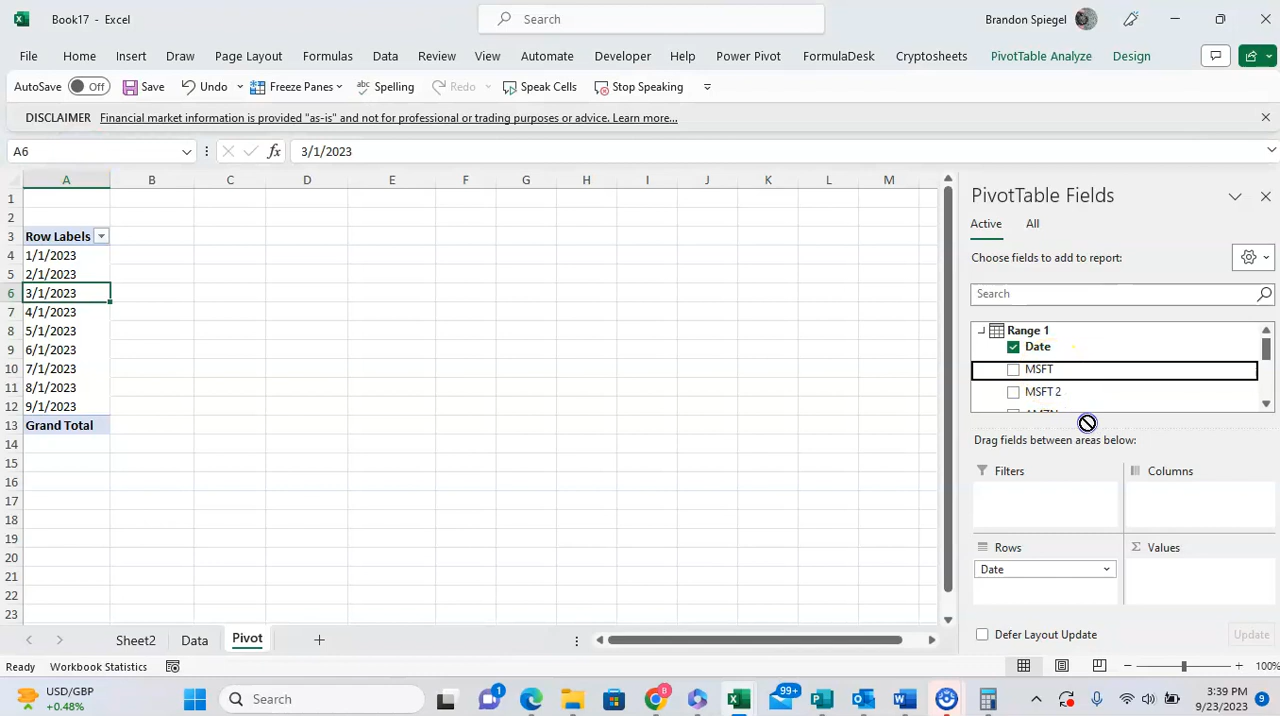 Book17 - Excel
Search
Brandon Spiegel
File Home Insert Draw Page Layout Formulas Data Review View Automate Developer Help Power Pivot FormulaDesk Cryptosheets PivotTable Analyze Design
AutoSave Off Save Undo Freeze Panes Spelling Redo Speak Cells Stop Speaking
DISCLAIMER Financial market information is provided "as-is" and not for professional or trading purposes or advice. Learn more...
A6 fx 3/1/2023
A B C D E F G H I J K L M
1
2
3 Row Labels
4 1/1/2023
5 2/1/2023
6 3/1/2023
7 4/1/2023
8 5/1/2023
9 6/1/2023
10 7/1/2023
11 8/1/2023
12 9/1/2023
13 Grand Total
14
15
16
17
18
19
20
21
22
23
PivotTable Fields
Active All
Choose fields to add to report:
Search
Range 1
Date
MSFT
MSFT 2
AMZN
Drag fields between areas below:
Filters Columns
Rows Σ Values
Date
Defer Layout Update Update
Sheet2 Data Pivot
Ready Workbook Statistics 100%
USD/GBP
+0.48%
Search
1
8
99+
3:39 PM
9/23/2023
9